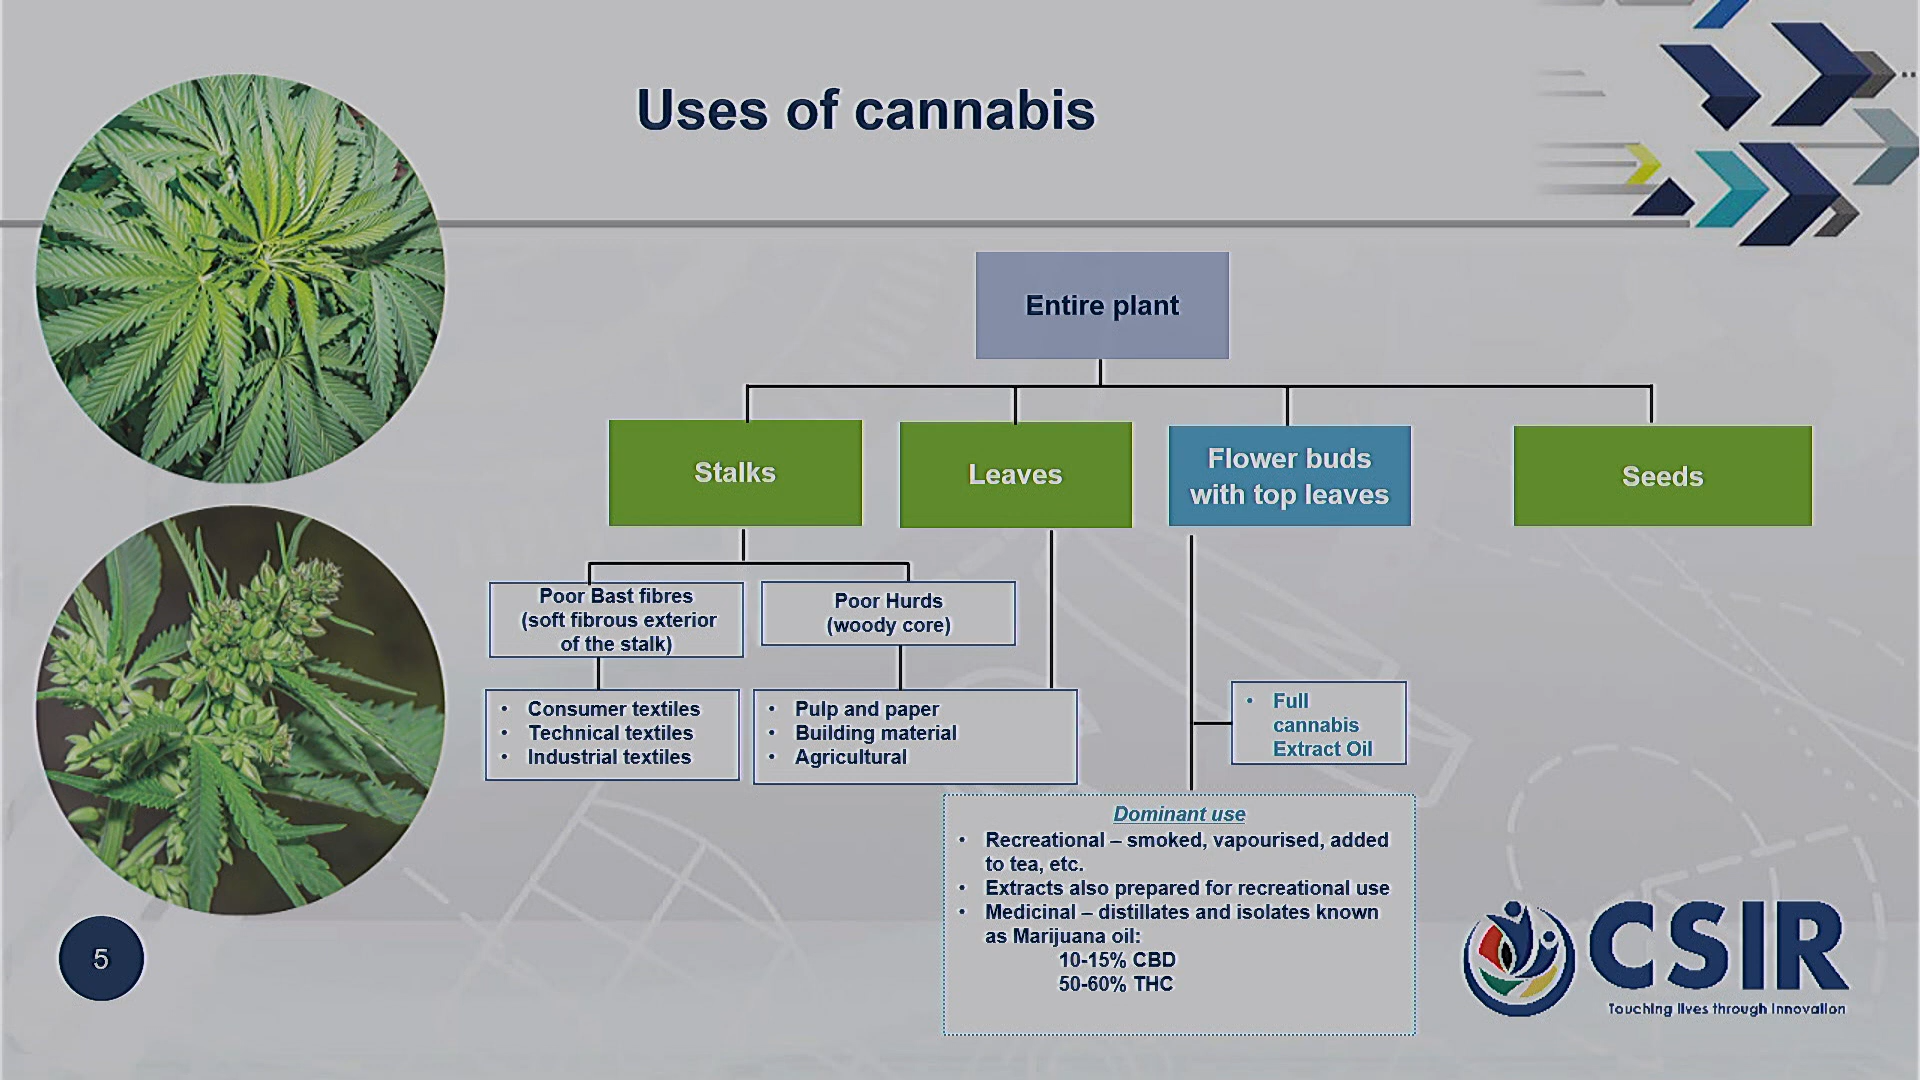 Uses of cannabis
Entire plant
Stalks
Leaves
Flower buds
with top leaves
Seeds
Poor Bast fibres
(soft fibrous exterior
of the stalk)
Poor Hurds
(woody core)
• Consumer textiles
• Technical textiles
• Industrial textiles
• Pulp and paper
• Building material
• Agricultural
• Full
cannabis
Extract Oil
Dominant use
• Recreational – smoked, vapourised, added
to tea, etc.
• Extracts also prepared for recreational use
• Medicinal – distillates and isolates known
as Marijuana oil:
10-15% CBD
50-60% THC
5
CSIR
Touching lives through innovation